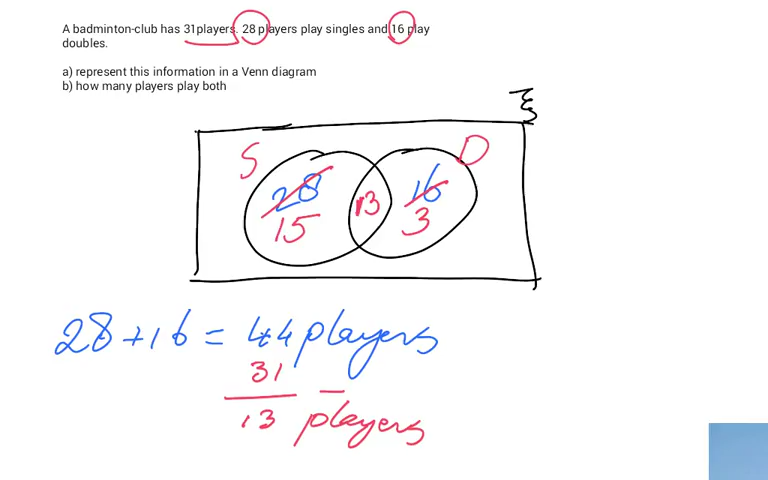 A badminton-club has 31players. 28 players play singles and 16 play
doubles.
a) represent this information in a Venn diagram
b) how many players play both
ξ
S D
28 16
15 13 3
28 + 16 = 44 players
31 –
13 players